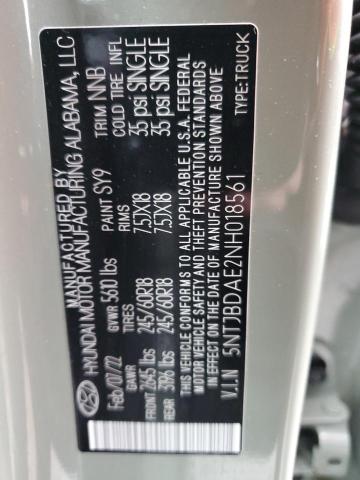 MANUFACTURED BY
HYUNDAI MOTOR MANUFACTURING ALABAMA, LLC
Feb/07/22 GVWR 5610 lbs PAINT SY9 TRIM NNB
GAWR TIRES RIMS COLD TIRE INFL
FRONT 2645 lbs 245/60R18 7.5JX18 35 psi SINGLE
REAR 3196 lbs 245/60R18 7.5JX18 35 psi SINGLE
THIS VEHICLE CONFORMS TO ALL APPLICABLE U.S.A. FEDERAL
MOTOR VEHICLE SAFETY AND THEFT PREVENTION STANDARDS
IN EFFECT ON THE DATE OF MANUFACTURE SHOWN ABOVE.
V.I.N 5NTJBDAE2NH018561 TYPE:TRUCK